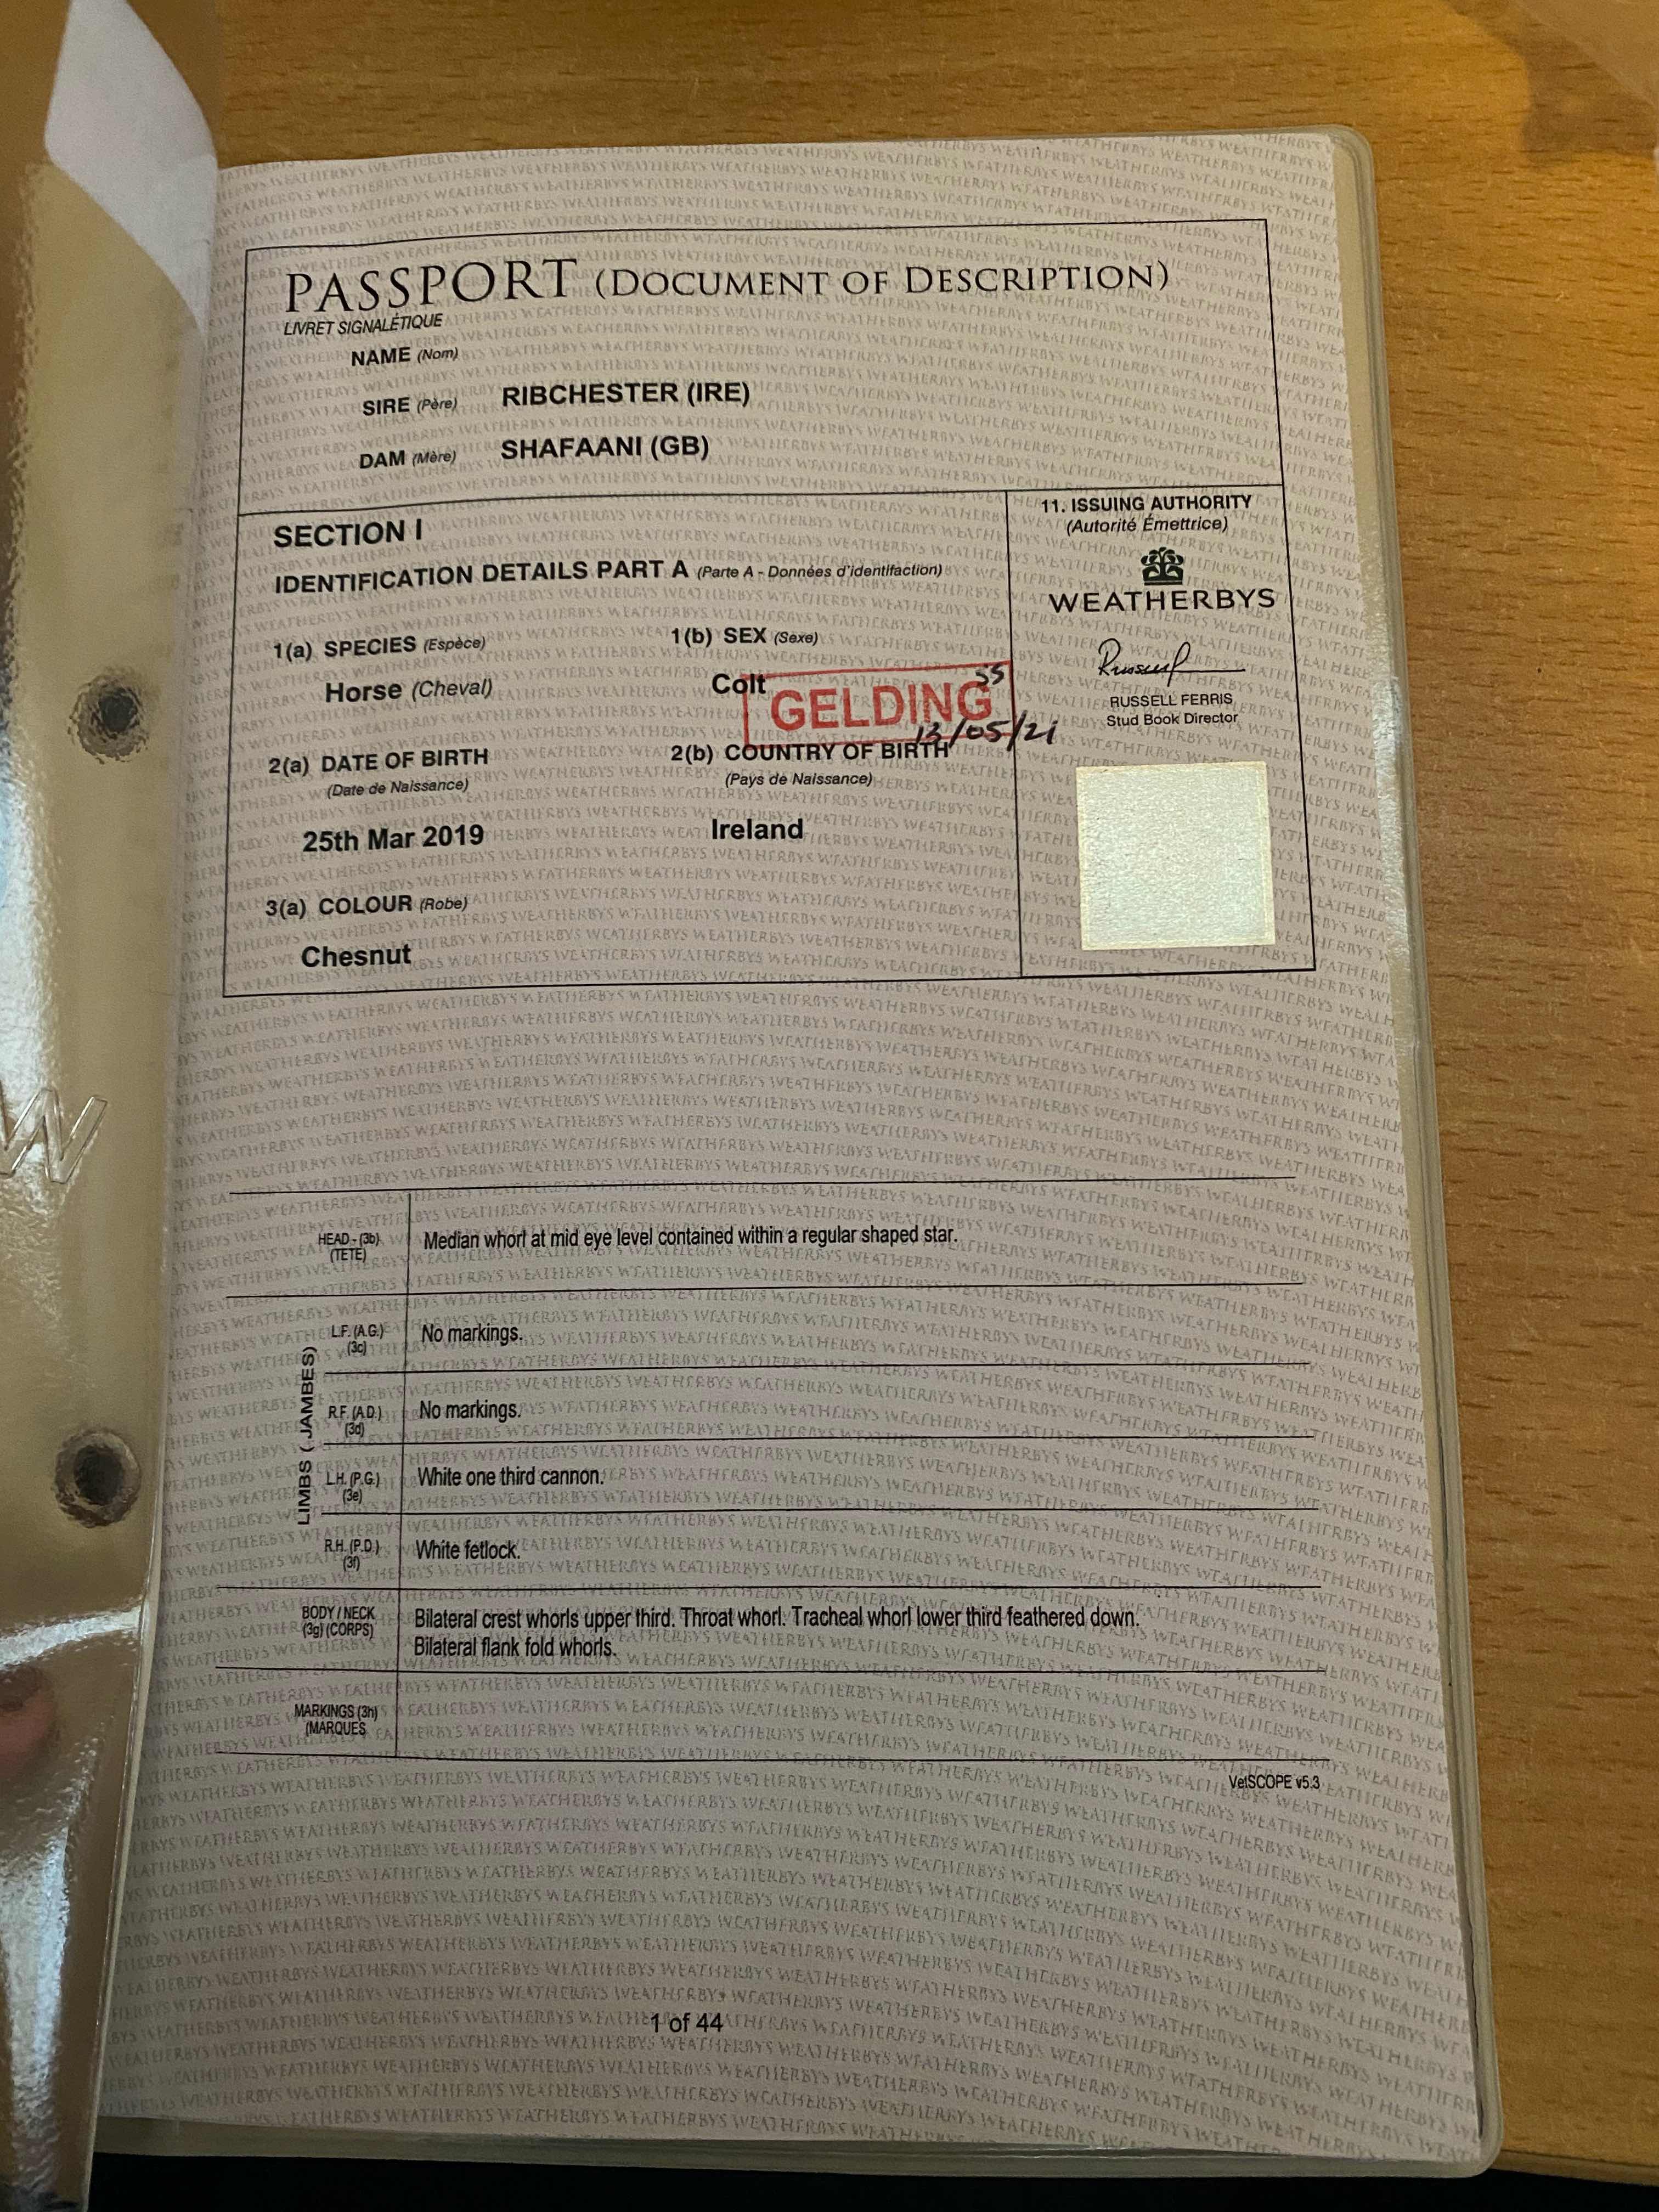 PASSPORT (DOCUMENT OF DESCRIPTION)
LIVRET SIGNALÉTIQUE
NAME (Nom)
SIRE (Père) RIBCHESTER (IRE)
DAM (Mère) SHAFAANI (GB)
SECTION I
IDENTIFICATION DETAILS PART A (Parte A - Données d'identifaction)
1(a) SPECIES (Espèce) 1(b) SEX (Sexe)
Horse (Cheval) Colt
GELDING
13/05/21
2(a) DATE OF BIRTH 2(b) COUNTRY OF BIRTH
(Date de Naissance) (Pays de Naissance)
25th Mar 2019 Ireland
3(a) COLOUR (Robe)
Chesnut
11. ISSUING AUTHORITY
(Autorité Émettrice)
WEATHERBYS
RUSSELL FERRIS
Stud Book Director
HEAD - (3b) Median whorl at mid eye level contained within a regular shaped star.
(TETE)
LIMBS ( JAMBES)
L.F. (A.G.) No markings.
(3c)
R.F. (A.D.) No markings.
(3d)
L.H. (P.G.) White one third cannon.
(3e)
R.H. (P.D.) White fetlock.
(3f)
BODY / NECK Bilateral crest whorls upper third. Throat whorl. Tracheal whorl lower third feathered down.
(3g) (CORPS) Bilateral flank fold whorls.
MARKINGS (3h)
(MARQUES
VetSCOPE v5.3
1 of 44